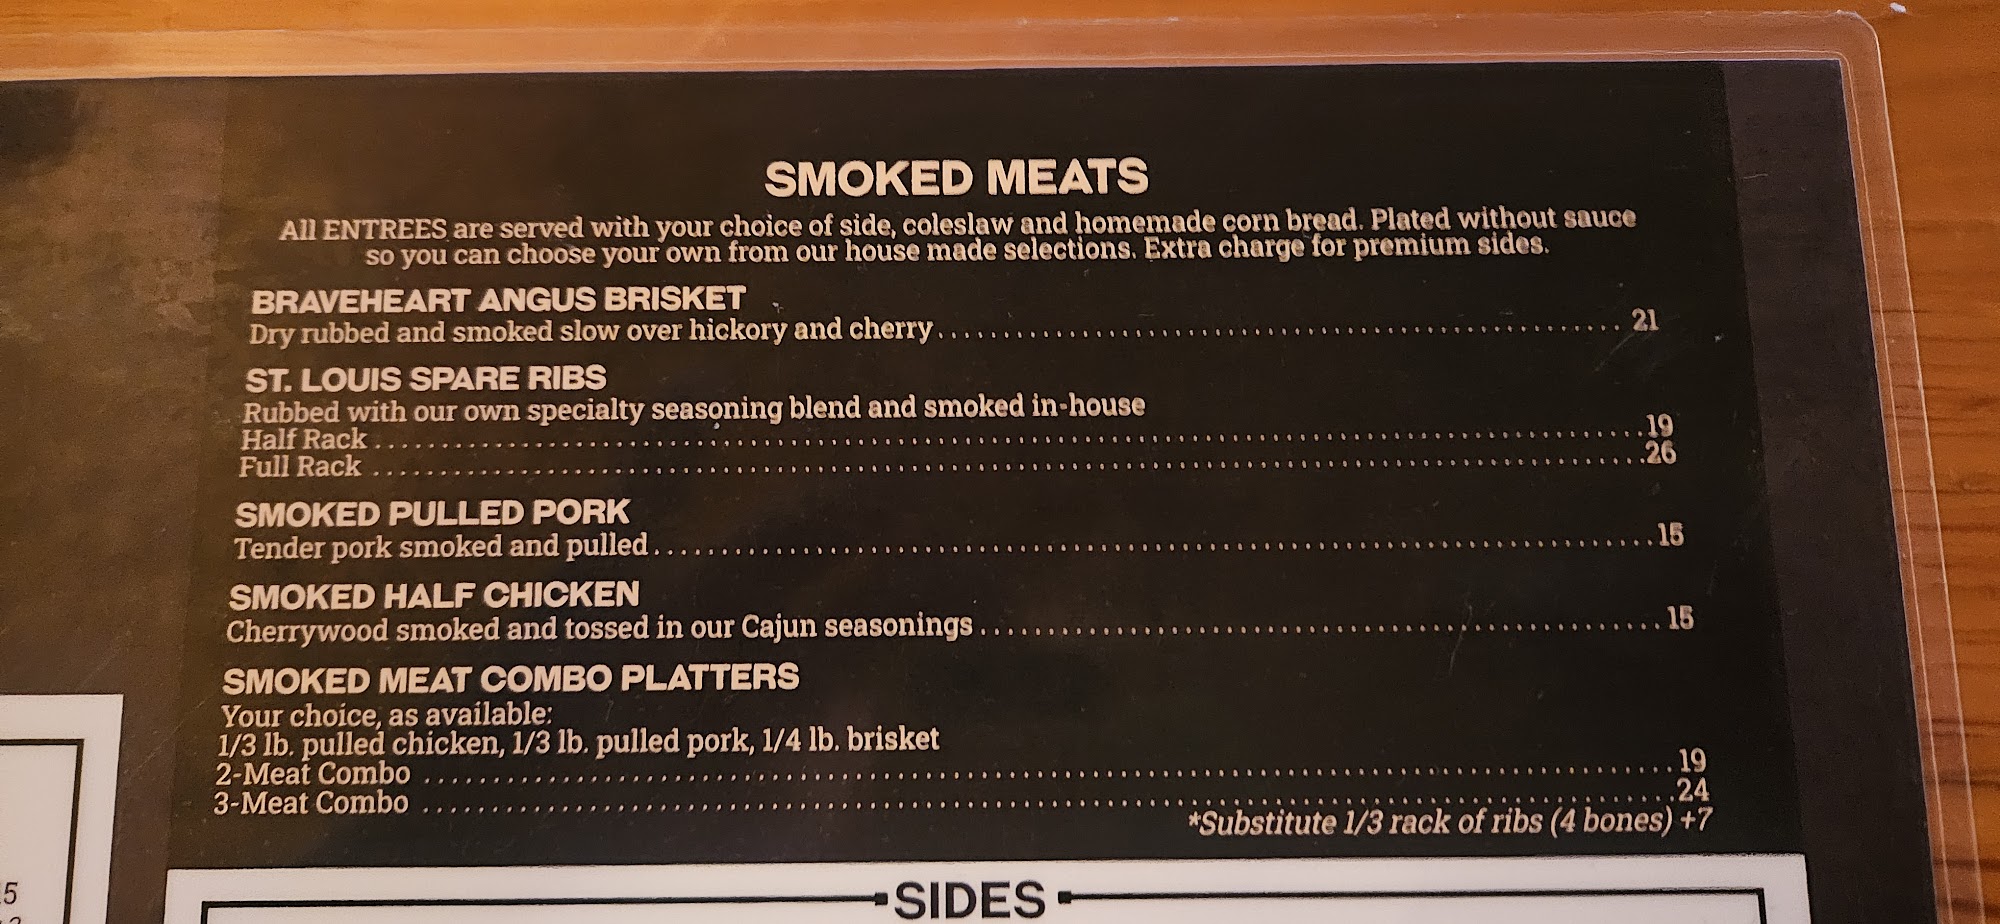 SMOKED MEATS
All ENTREES are served with your choice of side, coleslaw and homemade corn bread. Plated without sauce
so you can choose your own from our house made selections. Extra charge for premium sides.
BRAVEHEART ANGUS BRISKET
Dry rubbed and smoked slow over hickory and cherry 21
ST. LOUIS SPARE RIBS
Rubbed with our own specialty seasoning blend and smoked in-house
Half Rack 19
Full Rack 26
SMOKED PULLED PORK
Tender pork smoked and pulled 15
SMOKED HALF CHICKEN
Cherrywood smoked and tossed in our Cajun seasonings 15
SMOKED MEAT COMBO PLATTERS
Your choice, as available:
1/3 lb. pulled chicken, 1/3 lb. pulled pork, 1/4 lb. brisket
2-Meat Combo 19
3-Meat Combo 24
*Substitute 1/3 rack of ribs (4 bones) +7
SIDES